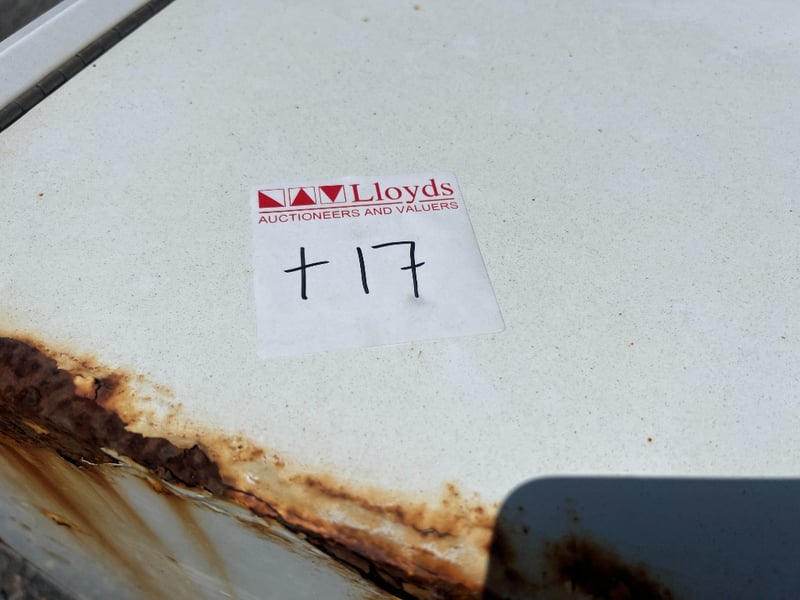 Lloyds
AUCTIONEERS AND VALUERS
+17